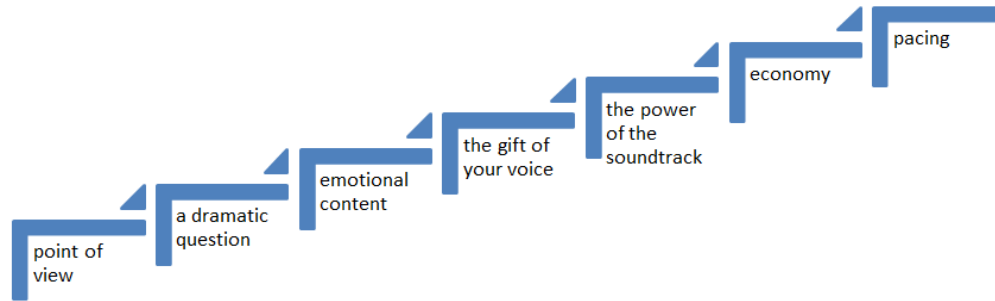 point of
view
a dramatic
question
emotional
content
the gift of
your voice
the power
of the
soundtrack
economy
pacing